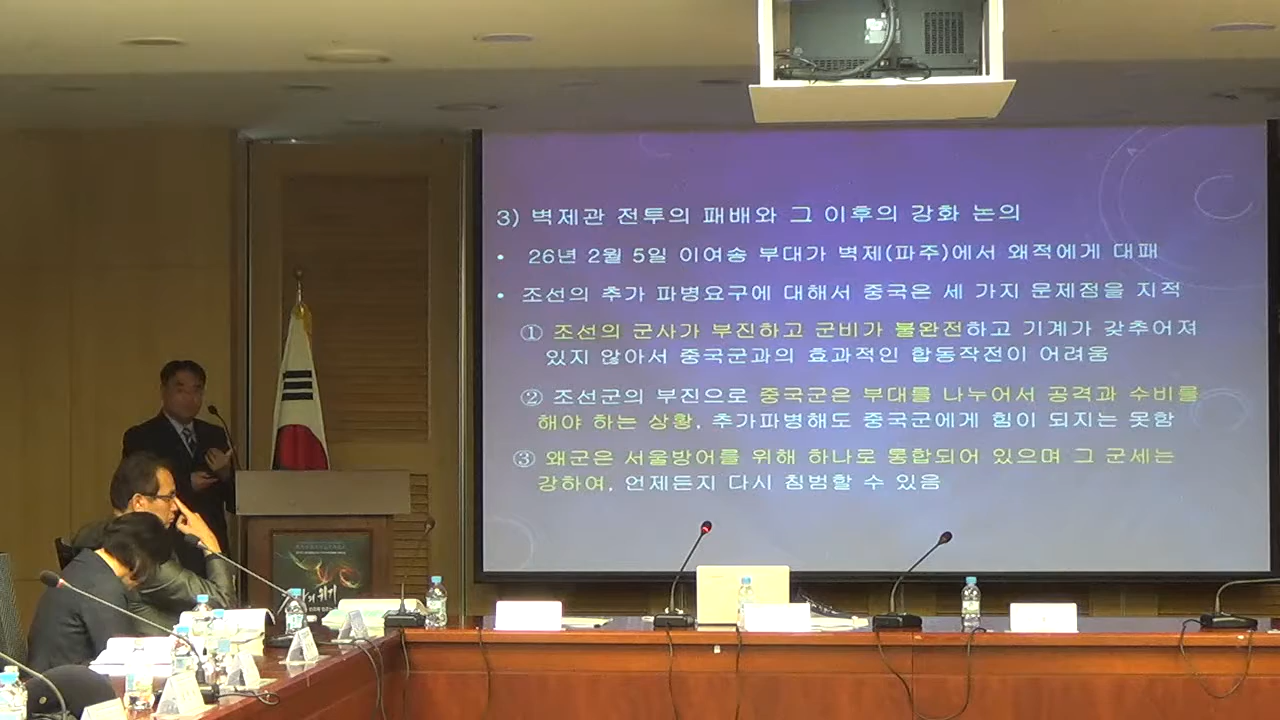 3) 벽제관 전투의 패배와 그 이후의 강화 논의
• 26년 2월 5일 이여송 부대가 벽제(파주)에서 왜적에게 대패
• 조선의 추가 파병요구에 대해서 중국은 세 가지 문제점을 지적
① 조선의 군사가 부진하고 군비가 불완전하고 기계가 갖추어져
있지 않아서 중국군과의 효과적인 합동작전이 어려움
② 조선군의 부진으로 중국군은 부대를 나누어서 공격과 수비를
해야 하는 상황, 추가파병해도 중국군에게 힘이 되지는 못함
③ 왜군은 서울방어를 위해 하나로 통합되어 있으며 그 군세는
강하여, 언제든지 다시 침범할 수 있음
위기